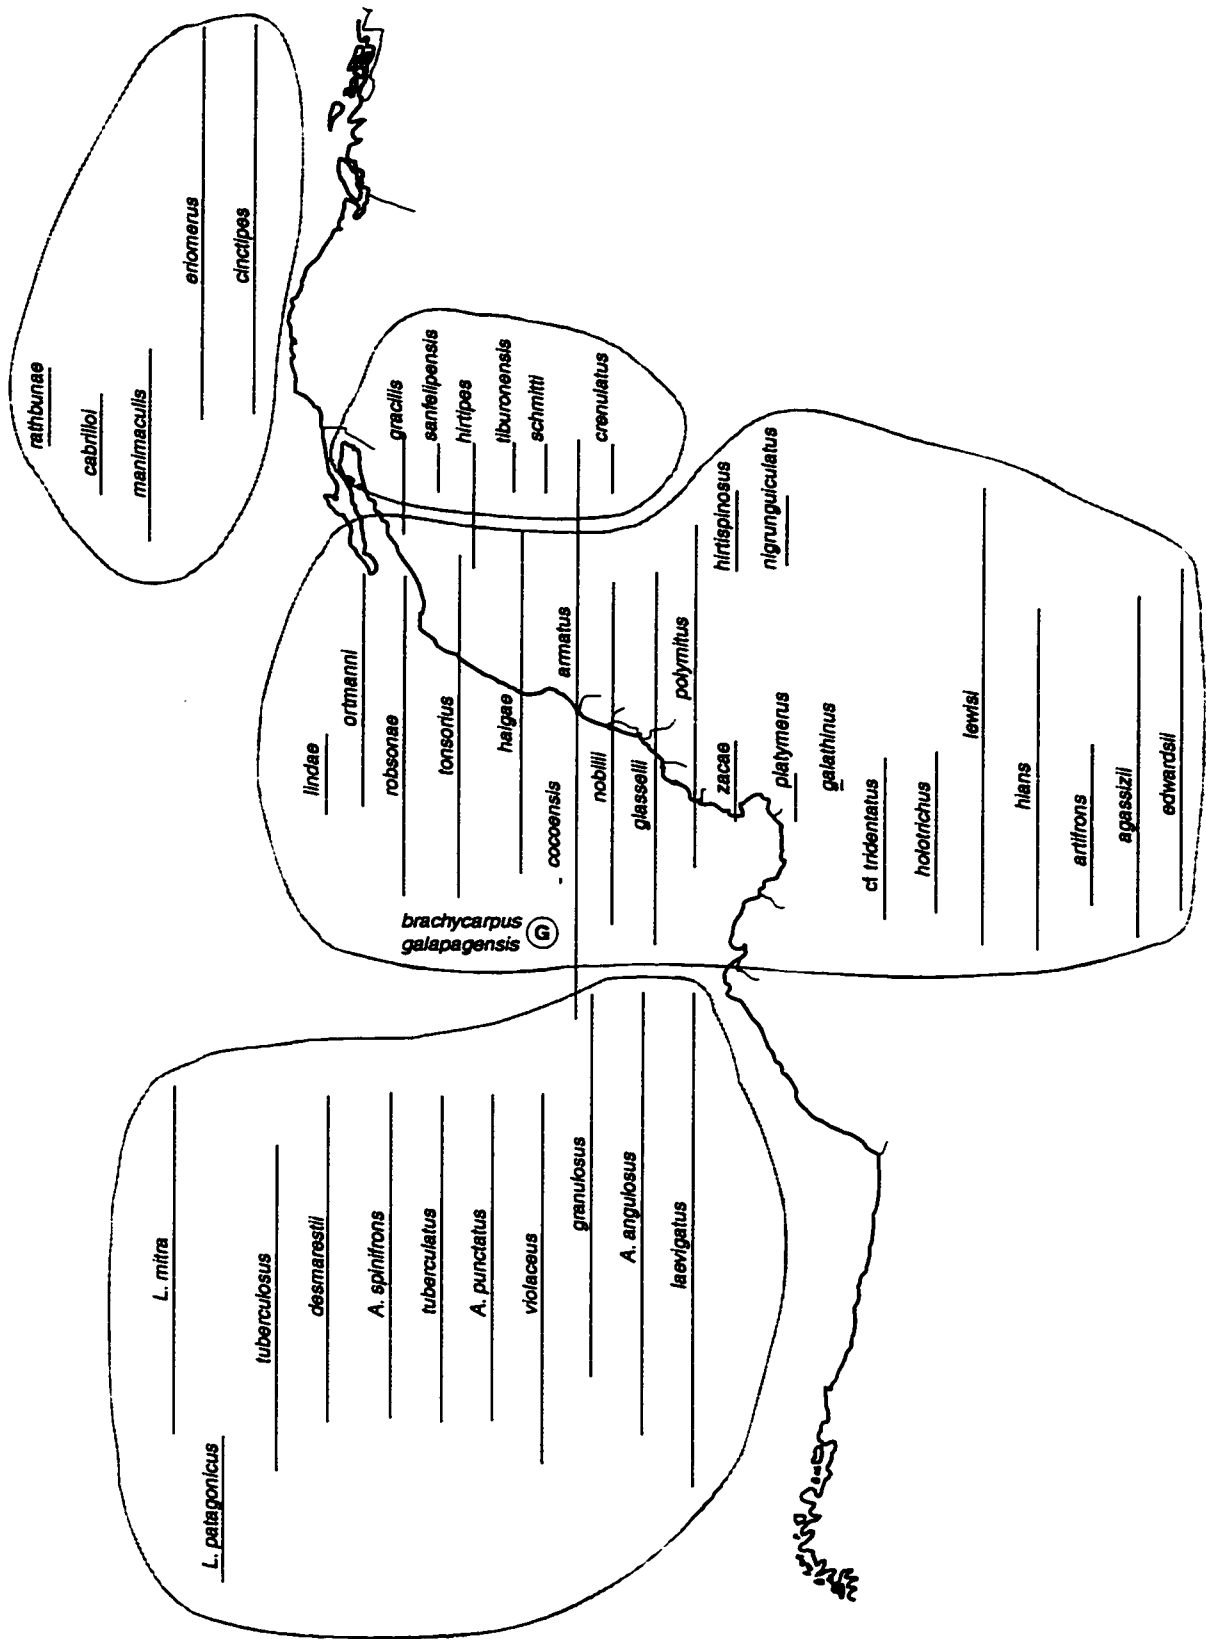 rathbunae
cabrilloi
manimaculis
eriomerus
cinctipes
gracilis
sanfelipensis
hirtipes
tiburonensis
schmitti
crenulatus
lindae
ortmanni
robsonae
tonsorius
haigae
cocoensis
armatus
nobilii
glassellii
polymitus
hirtispinosus
nigrunguiculatus
zacae
platymerus
galathinus
cf tridentatus
holotrichus
lewisi
hians
artifrons
agassizii
edwardsii
brachycarpus
galapagensis
G
L. mitra
L. patagonicus
tuberculosus
desmarestii
A. spinifrons
tuberculatus
A. punctatus
violaceus
granulosus
A. angulosus
laevigatus